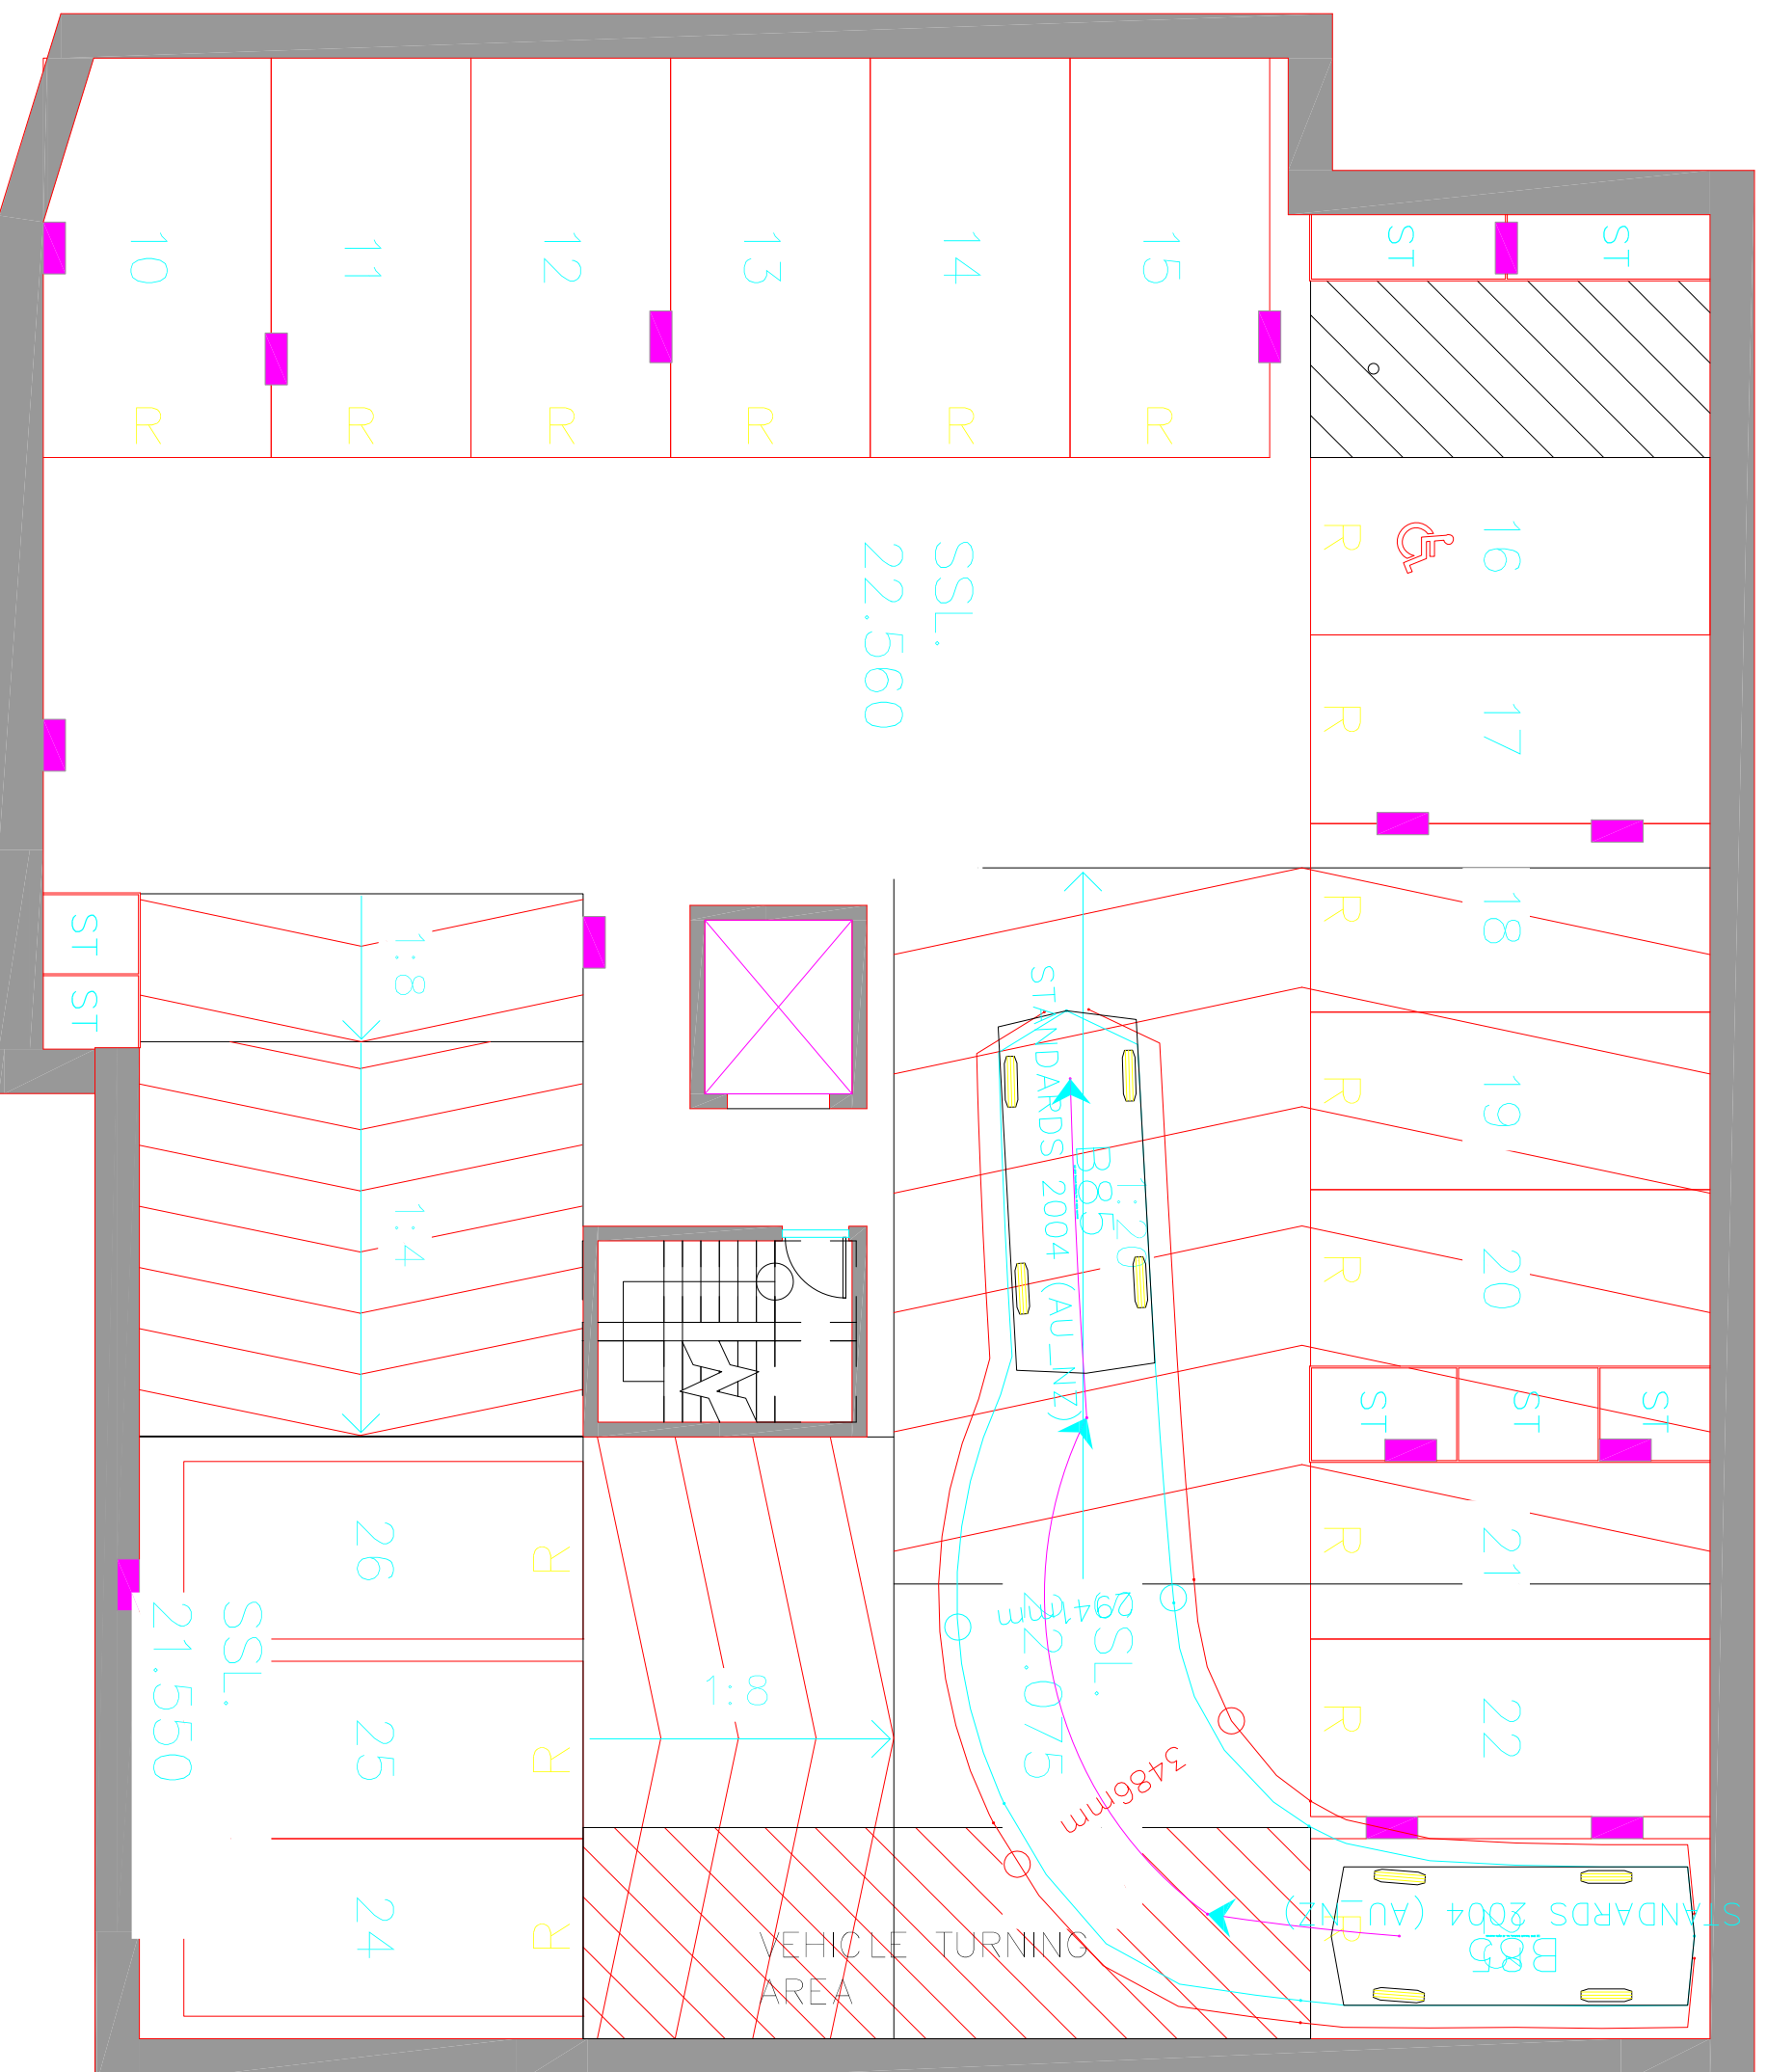 10
11
12
13
14
15
R
R
R
R
R
R
ST
ST
16
R
17
R
SSL.
22.560
18
R
19
R
20
R
ST
ST
ST
21
R
22
R
ST
ST
1:8
1:4
STANDARDS 2004 (AU_NZ)
B85
1:20
26
R
SSL.
21.550
25
R
24
R
1:8
SSL.
22.075
3486mm
VEHICLE TURNING
AREA
STANDARDS 2004 (AU_NZ)
B85
R